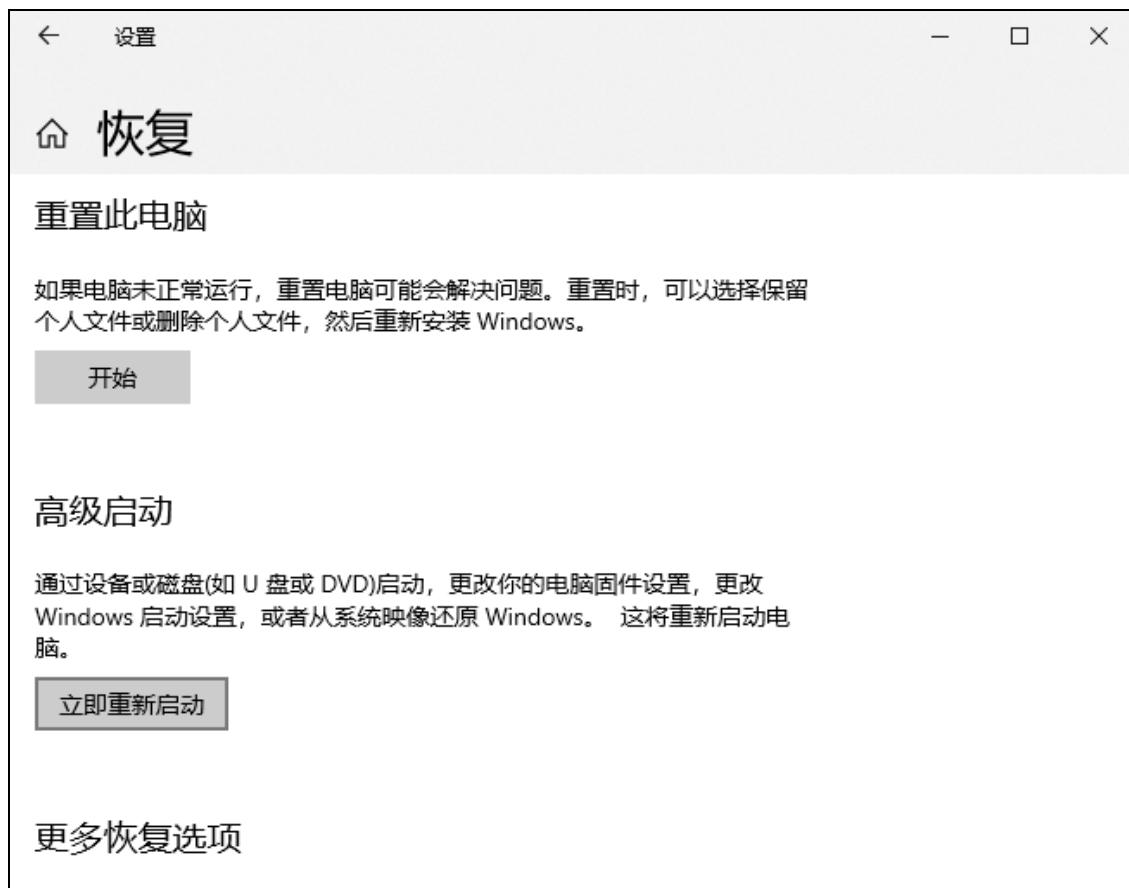 设置
恢复
重置此电脑
如果电脑未正常运行，重置电脑可能会解决问题。重置时，可以选择保留
个人文件或删除个人文件，然后重新安装 Windows。
开始
高级启动
通过设备或磁盘(如 U 盘或 DVD)启动，更改你的电脑固件设置，更改
Windows 启动设置，或者从系统映像还原 Windows。 这将重新启动电
脑。
立即重新启动
更多恢复选项